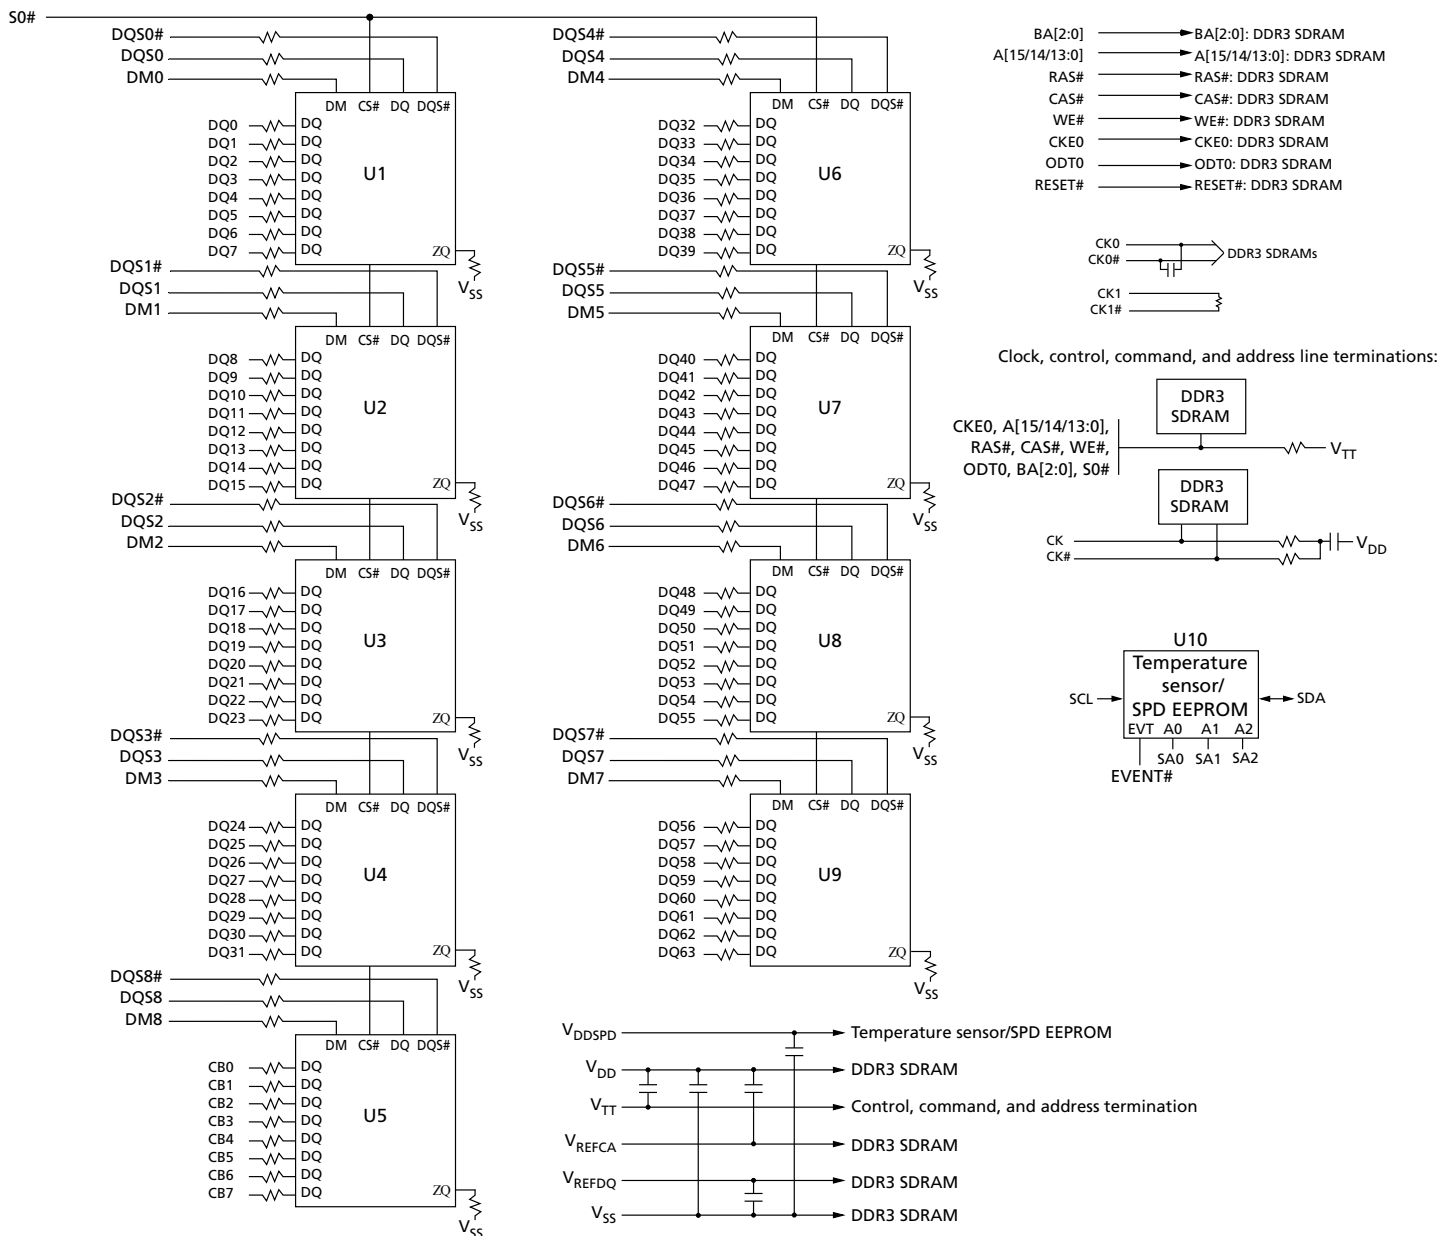 S0#
DQS0#
DQS0
DM0
DM CS# DQ DQS#
DQ0 DQ
DQ1 DQ
DQ2 DQ
DQ3 DQ
DQ4 DQ
DQ5 DQ
DQ6 DQ
DQ7 DQ
U1
ZQ
VSS
DQS1#
DQS1
DM1
DM CS# DQ DQS#
DQ8 DQ
DQ9 DQ
DQ10 DQ
DQ11 DQ
DQ12 DQ
DQ13 DQ
DQ14 DQ
DQ15 DQ
U2
ZQ
VSS
DQS2#
DQS2
DM2
DM CS# DQ DQS#
DQ16 DQ
DQ17 DQ
DQ18 DQ
DQ19 DQ
DQ20 DQ
DQ21 DQ
DQ22 DQ
DQ23 DQ
U3
ZQ
VSS
DQS3#
DQS3
DM3
DM CS# DQ DQS#
DQ24 DQ
DQ25 DQ
DQ26 DQ
DQ27 DQ
DQ28 DQ
DQ29 DQ
DQ30 DQ
DQ31 DQ
U4
ZQ
VSS
DQS8#
DQS8
DM8
DM CS# DQ DQS#
CB0 DQ
CB1 DQ
CB2 DQ
CB3 DQ
CB4 DQ
CB5 DQ
CB6 DQ
CB7 DQ
U5
ZQ
VSS
DQS4#
DQS4
DM4
DM CS# DQ DQS#
DQ32 DQ
DQ33 DQ
DQ34 DQ
DQ35 DQ
DQ36 DQ
DQ37 DQ
DQ38 DQ
DQ39 DQ
U6
ZQ
VSS
DQS5#
DQS5
DM5
DM CS# DQ DQS#
DQ40 DQ
DQ41 DQ
DQ42 DQ
DQ43 DQ
DQ44 DQ
DQ45 DQ
DQ46 DQ
DQ47 DQ
U7
ZQ
VSS
DQS6#
DQS6
DM6
DM CS# DQ DQS#
DQ48 DQ
DQ49 DQ
DQ50 DQ
DQ51 DQ
DQ52 DQ
DQ53 DQ
DQ54 DQ
DQ55 DQ
U8
ZQ
VSS
DQS7#
DQS7
DM7
DM CS# DQ DQS#
DQ56 DQ
DQ57 DQ
DQ58 DQ
DQ59 DQ
DQ60 DQ
DQ61 DQ
DQ62 DQ
DQ63 DQ
U9
ZQ
VSS
BA[2:0] BA[2:0]: DDR3 SDRAM
A[15/14/13:0] A[15/14/13:0]: DDR3 SDRAM
RAS# RAS#: DDR3 SDRAM
CAS# CAS#: DDR3 SDRAM
WE# WE#: DDR3 SDRAM
CKE0 CKE0: DDR3 SDRAM
ODT0 ODT0: DDR3 SDRAM
RESET# RESET#: DDR3 SDRAM
CK0
CK0#
DDR3 SDRAMs
CK1
CK1#
Clock, control, command, and address line terminations:
DDR3
SDRAM
CKE0, A[15/14/13:0],
RAS#, CAS#, WE#,
ODT0, BA[2:0], S0#
VTT
DDR3
SDRAM
CK
CK#
VDD
U10
Temperature
sensor/
SPD EEPROM
SCL
SDA
EVT A0 A1 A2
SA0 SA1 SA2
EVENT#
VDDSPD Temperature sensor/SPD EEPROM
VDD DDR3 SDRAM
VTT Control, command, and address termination
VREFCA DDR3 SDRAM
VREFDQ DDR3 SDRAM
VSS DDR3 SDRAM